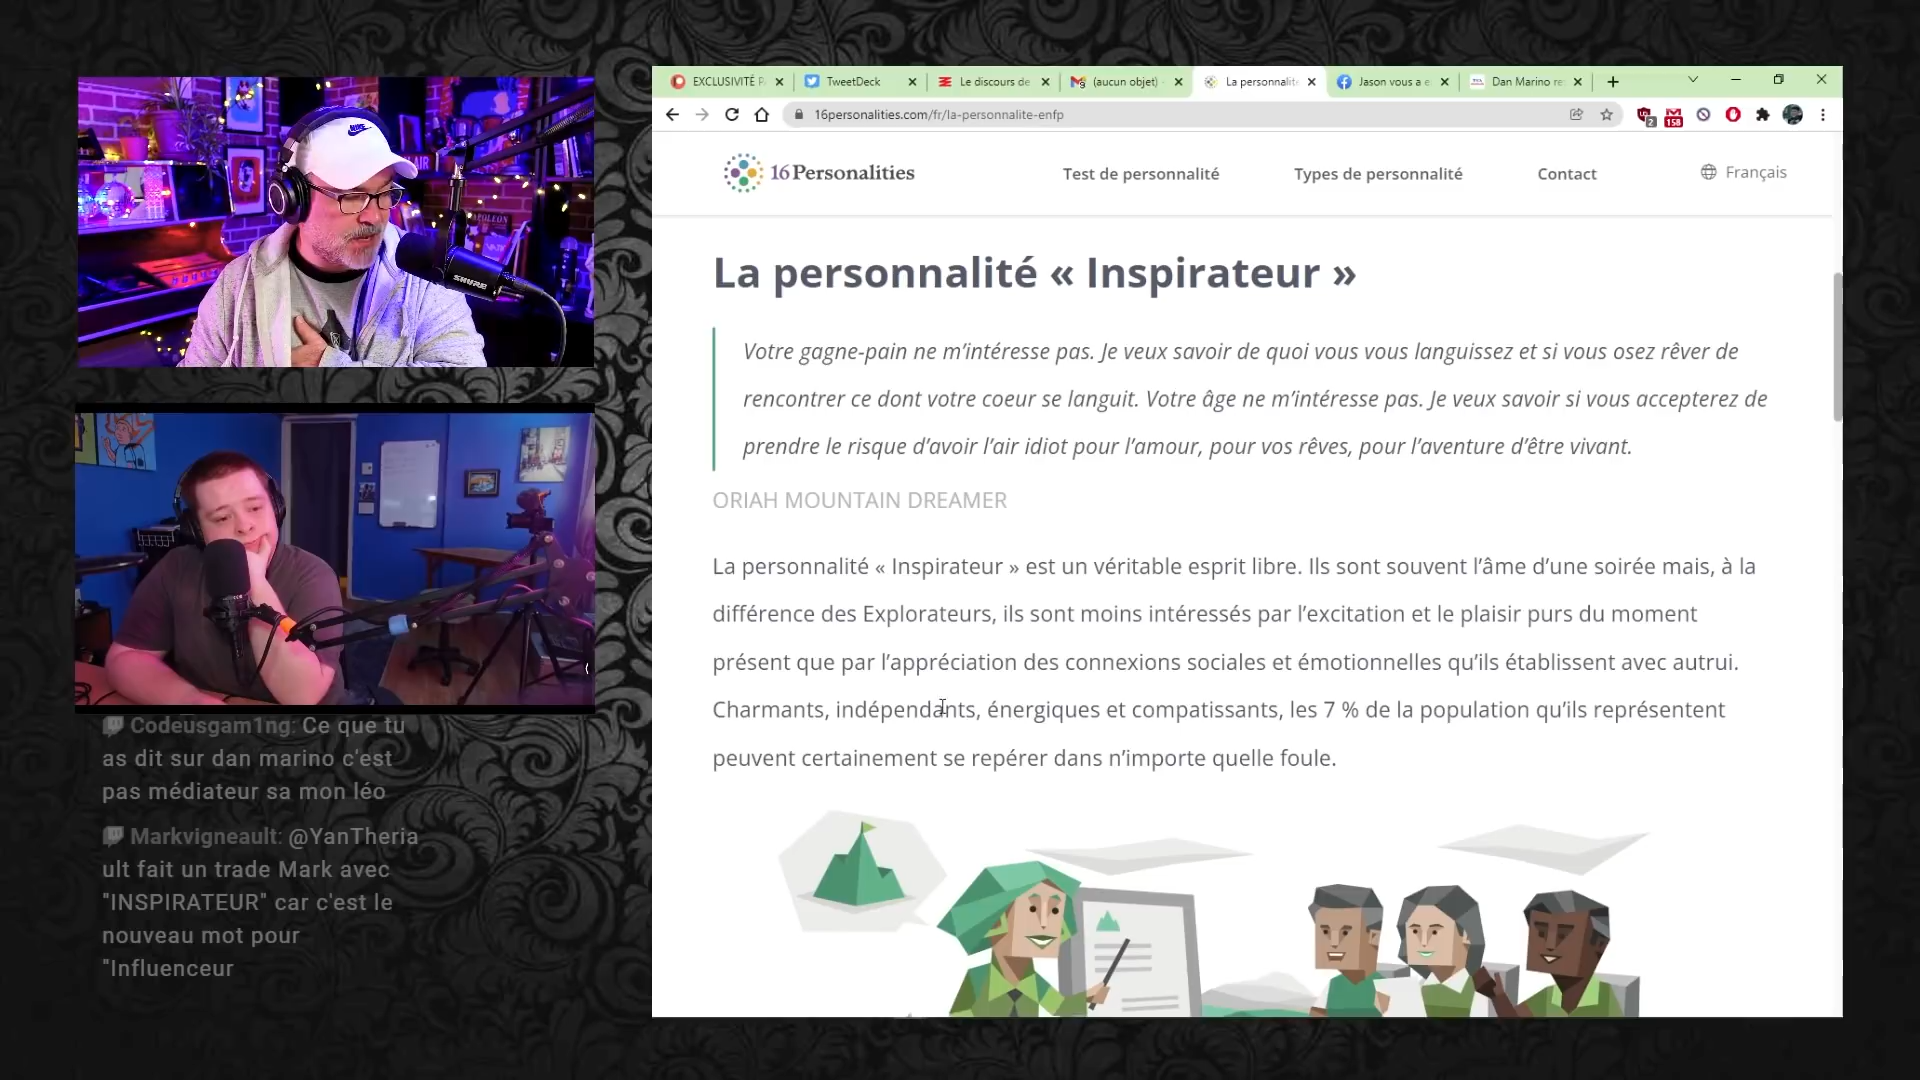 EXCLUSIVITÉ P
TweetDeck
Le discours de
(aucun objet)
La personnalit
Jason vous a e
Dan Marino re
16personalities.com/fr/la-personnalite-enfp
2
158
16Personalities
Test de personnalité
Types de personnalité
Contact
Français
La personnalité « Inspirateur »
Votre gagne-pain ne m’intéresse pas. Je veux savoir de quoi vous vous languissez et si vous osez rêver de
rencontrer ce dont votre coeur se languit. Votre âge ne m’intéresse pas. Je veux savoir si vous accepterez de
prendre le risque d’avoir l’air idiot pour l’amour, pour vos rêves, pour l’aventure d’être vivant.
ORIAH MOUNTAIN DREAMER
La personnalité « Inspirateur » est un véritable esprit libre. Ils sont souvent l’âme d’une soirée mais, à la
différence des Explorateurs, ils sont moins intéressés par l’excitation et le plaisir purs du moment
présent que par l’appréciation des connexions sociales et émotionnelles qu’ils établissent avec autrui.
Charmants, indépendants, énergiques et compatissants, les 7 % de la population qu’ils représentent
peuvent certainement se repérer dans n’importe quelle foule.
SHURE
Codeusgam1ng: Ce que tu
as dit sur dan marino c'est
pas médiateur sa mon léo
Markvigneault: @YanTheria
ult fait un trade Mark avec
"INSPIRATEUR" car c'est le
nouveau mot pour
"Influenceur